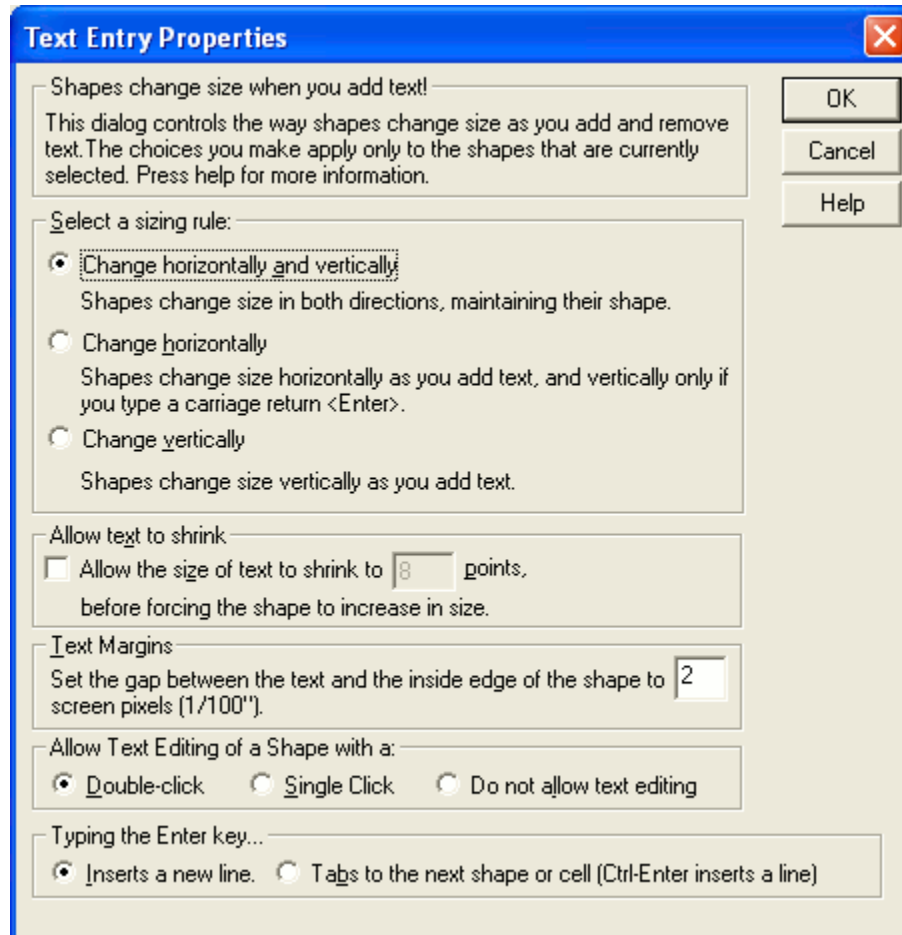 Text Entry Properties
Shapes change size when you add text!
This dialog controls the way shapes change size as you add and remove
text.The choices you make apply only to the shapes that are currently
selected. Press help for more information.
OK
Cancel
Help
Select a sizing rule:
Change horizontally and vertically
Shapes change size in both directions, maintaining their shape.
Change horizontally
Shapes change size horizontally as you add text, and vertically only if
you type a carriage return <Enter>.
Change vertically
Shapes change size vertically as you add text.
Allow text to shrink
Allow the size of text to shrink to 8 points,
before forcing the shape to increase in size.
Text Margins
Set the gap between the text and the inside edge of the shape to 2
screen pixels (1/100").
Allow Text Editing of a Shape with a:
Double-click Single Click Do not allow text editing
Typing the Enter key...
Inserts a new line. Tabs to the next shape or cell (Ctrl-Enter inserts a line)